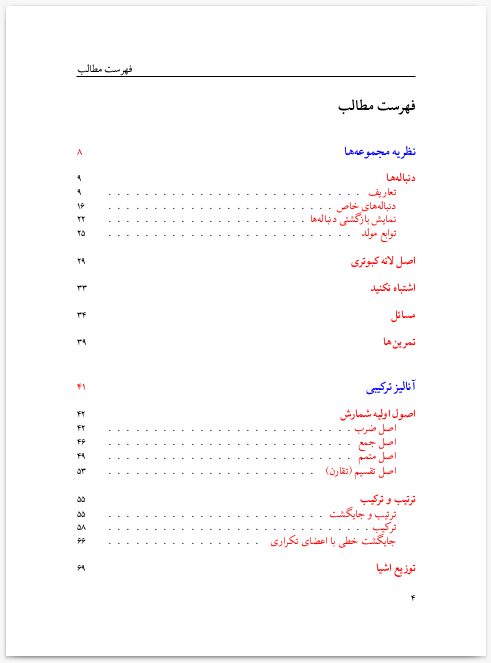 فهرست مطالب
فهرست مطالب
نظریه مجموعه‌ها ۸
دنباله‌ها ۹
تعاریف . . . . . . . . . . . . . . . . . . . . . . . . . . . . ۹
دنباله‌های خاص . . . . . . . . . . . . . . . . . . . . . . . . . ۱۶
نمایش بازگشتی دنباله‌ها . . . . . . . . . . . . . . . . . . . . . . ۲۲
توابع مولد . . . . . . . . . . . . . . . . . . . . . . . . . . . ۲۵
اصل لانه کبوتری ۲۹
اشتباه نکنید ۳۳
مسائل ۳۴
تمرین‌ها ۳۹
آنالیز ترکیبی ۴۱
اصول اولیه شمارش ۴۲
اصل ضرب . . . . . . . . . . . . . . . . . . . . . . . . . . . ۴۲
اصل جمع . . . . . . . . . . . . . . . . . . . . . . . . . . . ۴۶
اصل متمم . . . . . . . . . . . . . . . . . . . . . . . . . . . ۴۹
اصل تقسیم (تقارن) . . . . . . . . . . . . . . . . . . . . . . . ۵۳
ترتیب و ترکیب ۵۵
ترتیب و جایگشت . . . . . . . . . . . . . . . . . . . . . . . . ۵۵
ترکیب . . . . . . . . . . . . . . . . . . . . . . . . . . . . . ۵۸
جایگشت خطی با اعضای تکراری . . . . . . . . . . . . . . . . . ۶۶
توزیع اشیا ۶۹
۴